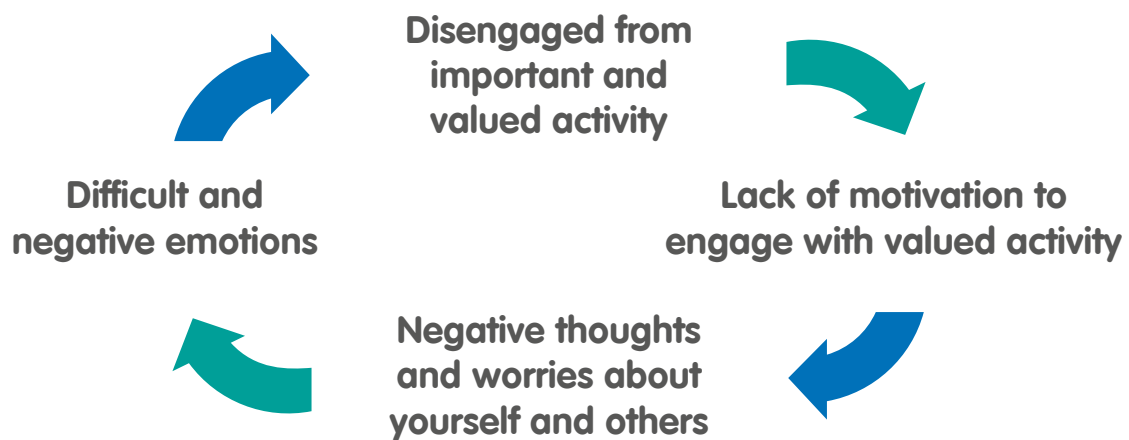 Disengaged from
important and
valued activity
Difficult and
negative emotions
Lack of motivation to
engage with valued activity
Negative thoughts
and worries about
yourself and others